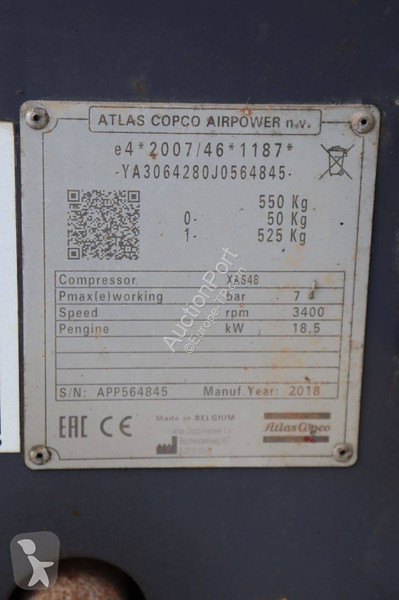 ATLAS COPCO AIRPOWER n.v.
e4*2007/46*1187*
-YA3064280J0564845-
550 Kg
0- 50 Kg
1- 525 Kg
Compressor XAS48
Pmax(e)working bar 7
Speed rpm 3400
Pengine kW 18,5
S/N: APP564845 Manuf. Year: 2018
Made in BELGIUM
EAC CE
Atlas Copco
AuctionPort